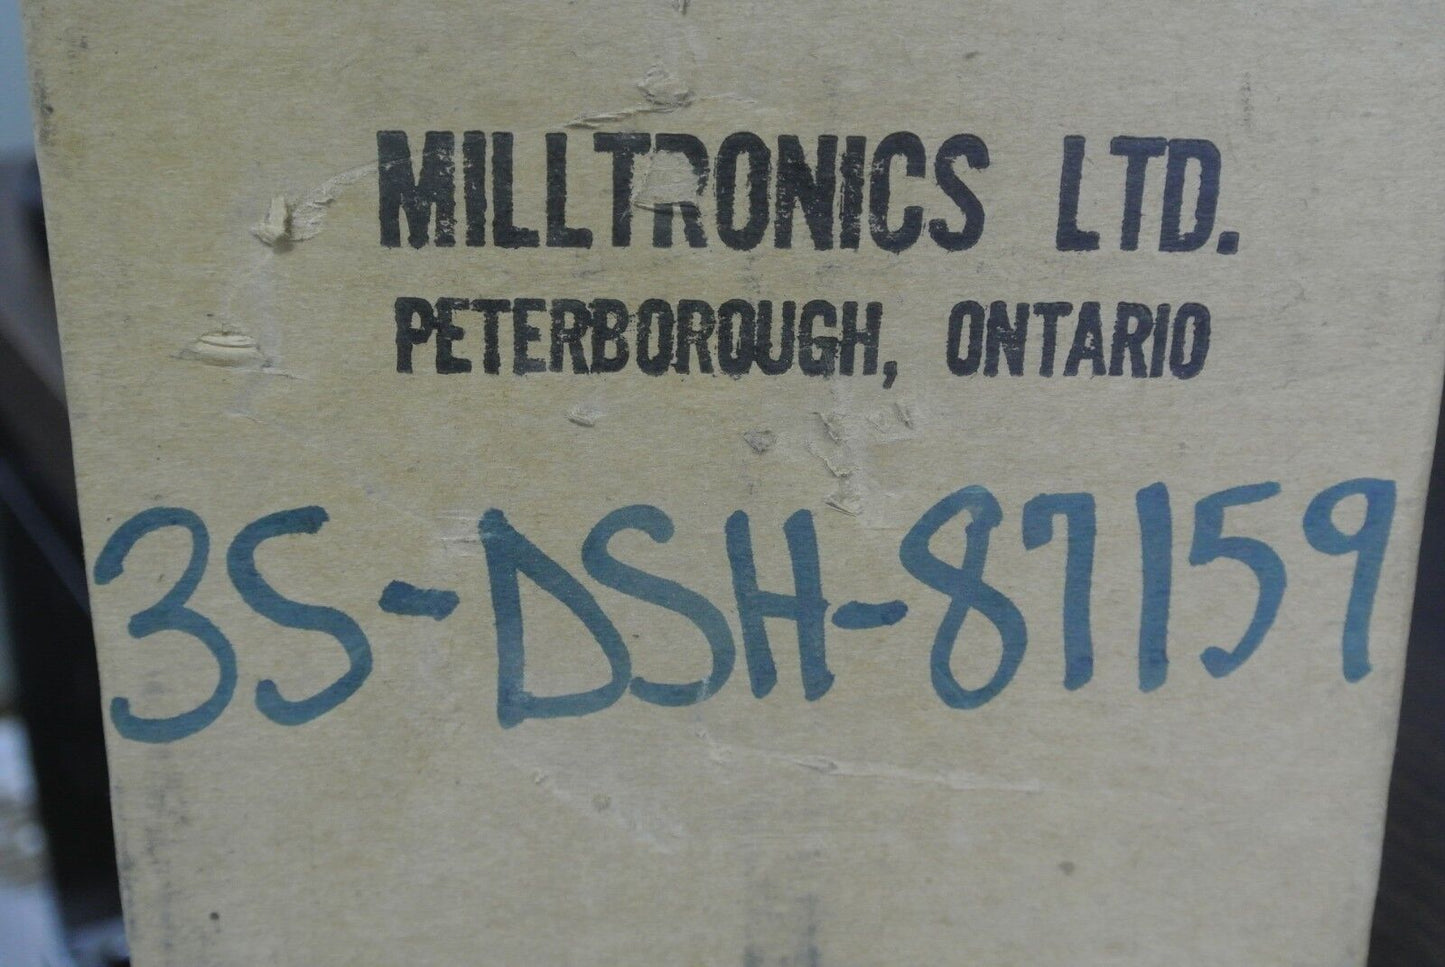 MILLTRONICS LTD.
PETERBOROUGH, ONTARIO
3S-DSH-87159